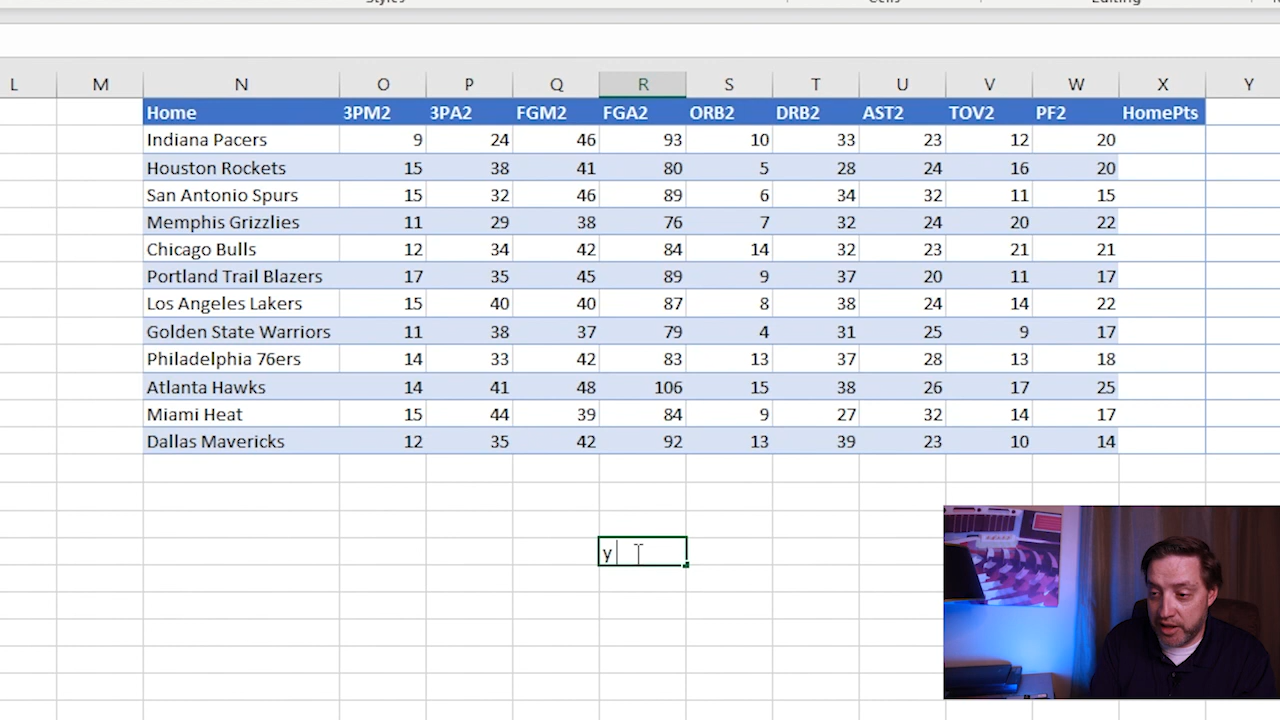 Styles Cells Editing
L M N O P Q R S T U V W X Y
Home 3PM2 3PA2 FGM2 FGA2 ORB2 DRB2 AST2 TOV2 PF2 HomePts
Indiana Pacers 9 24 46 93 10 33 23 12 20
Houston Rockets 15 38 41 80 5 28 24 16 20
San Antonio Spurs 15 32 46 89 6 34 32 11 15
Memphis Grizzlies 11 29 38 76 7 32 24 20 22
Chicago Bulls 12 34 42 84 14 32 23 21 21
Portland Trail Blazers 17 35 45 89 9 37 20 11 17
Los Angeles Lakers 15 40 40 87 8 38 24 14 22
Golden State Warriors 11 38 37 79 4 31 25 9 17
Philadelphia 76ers 14 33 42 83 13 37 28 13 18
Atlanta Hawks 14 41 48 106 15 38 26 17 25
Miami Heat 15 44 39 84 9 27 32 14 17
Dallas Mavericks 12 35 42 92 13 39 23 10 14
y